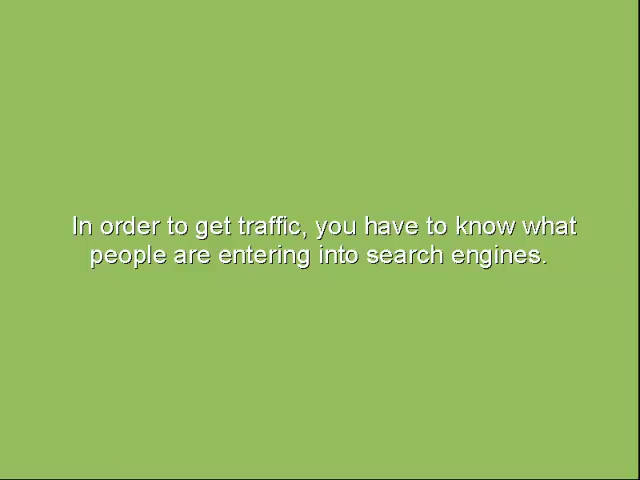 In order to get traffic, you have to know what
people are entering into search engines.